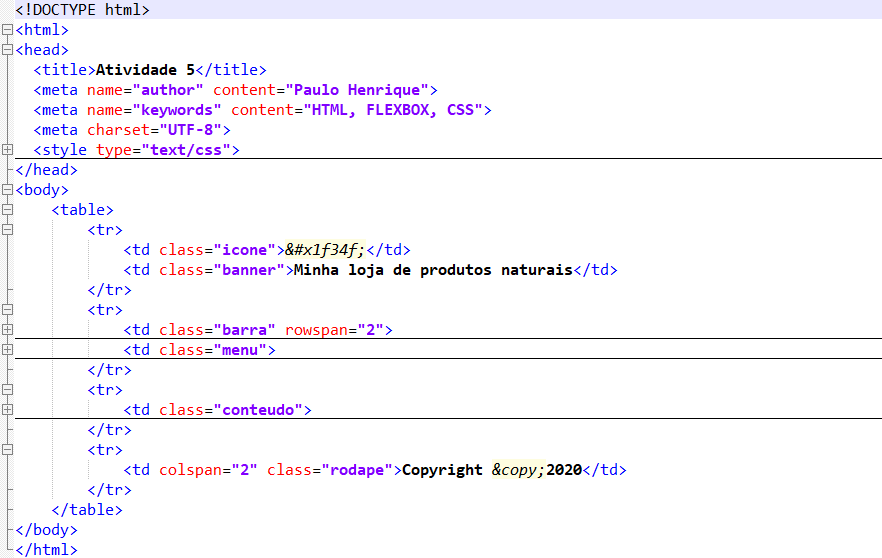 <!DOCTYPE html>
<html>
<head>
<title>Atividade 5</title>
<meta name="author" content="Paulo Henrique">
<meta name="keywords" content="HTML, FLEXBOX, CSS">
<meta charset="UTF-8">
<style type="text/css">
</head>
<body>
<table>
<tr>
<td class="icone">&#x1f34f;</td>
<td class="banner">Minha loja de produtos naturais</td>
</tr>
<tr>
<td class="barra" rowspan="2">
<td class="menu">
</tr>
<tr>
<td class="conteudo">
</tr>
<tr>
<td colspan="2" class="rodape">Copyright &copy;2020</td>
</tr>
</table>
</body>
</html>